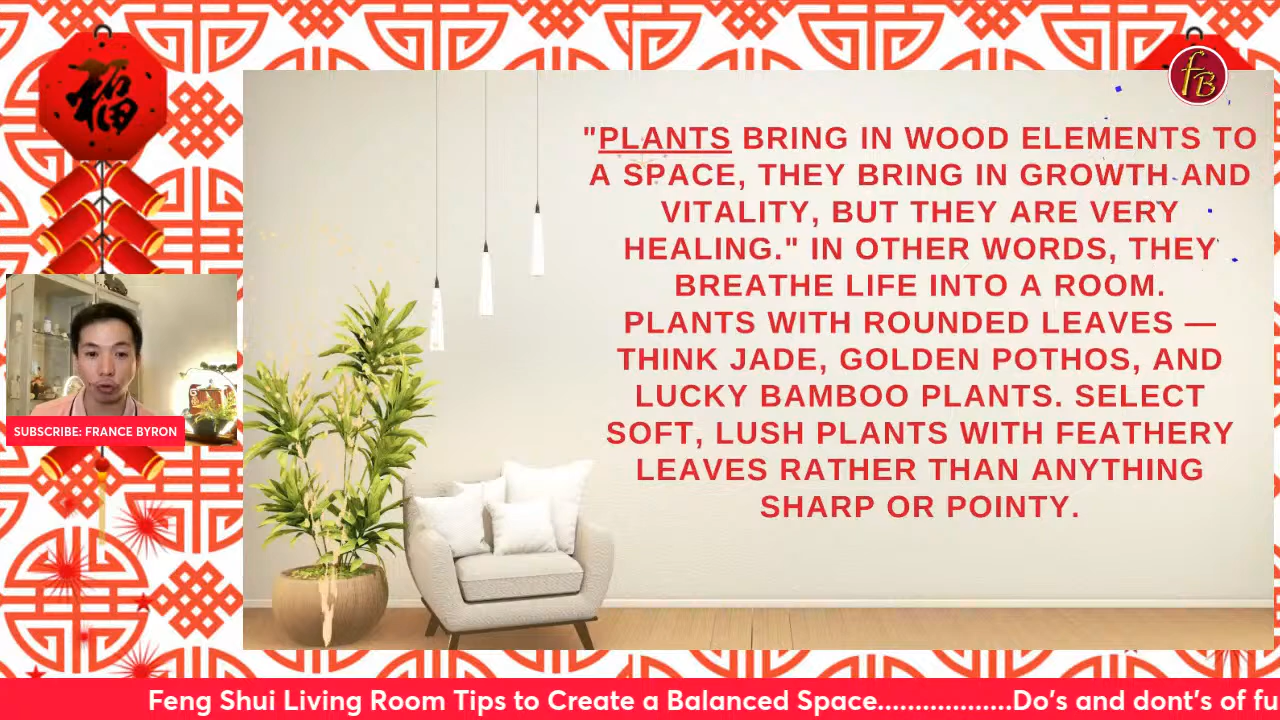 福
fB
"PLANTS BRING IN WOOD ELEMENTS TO
A SPACE, THEY BRING IN GROWTH AND
VITALITY, BUT THEY ARE VERY
HEALING." IN OTHER WORDS, THEY
BREATHE LIFE INTO A ROOM.
PLANTS WITH ROUNDED LEAVES —
THINK JADE, GOLDEN POTHOS, AND
LUCKY BAMBOO PLANTS. SELECT
SOFT, LUSH PLANTS WITH FEATHERY
LEAVES RATHER THAN ANYTHING
SHARP OR POINTY.
SUBSCRIBE: FRANCE BYRON
Feng Shui Living Room Tips to Create a Balanced Space..................Do's and dont's of fu